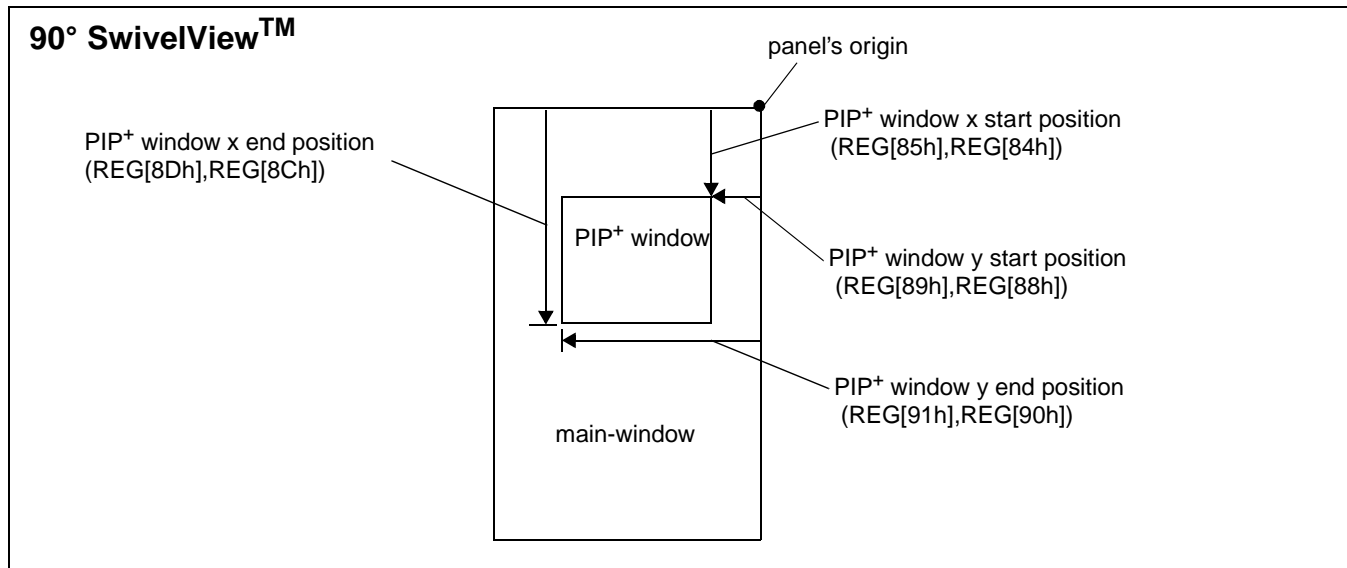 90° SwivelView™
panel's origin
PIP+ window x end position
(REG[8Dh],REG[8Ch])
PIP+ window x start position
(REG[85h],REG[84h])
PIP+ window
PIP+ window y start position
(REG[89h],REG[88h])
PIP+ window y end position
(REG[91h],REG[90h])
main-window